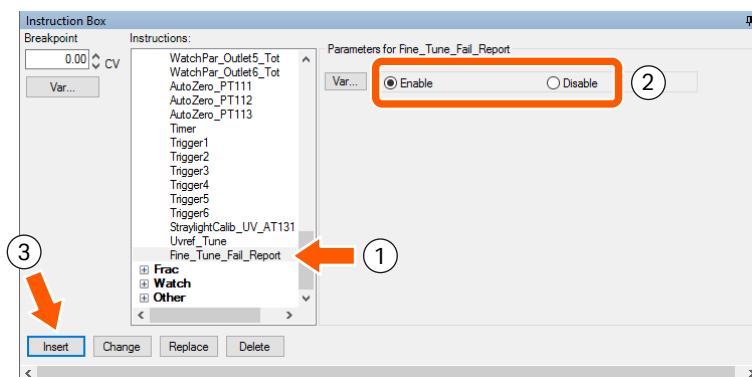 Instruction Box
Breakpoint
Instructions:
0.00 CV
Var...
WatchPar_Outlet5_Tot
WatchPar_Outlet6_Tot
AutoZero_PT111
AutoZero_PT112
AutoZero_PT113
Timer
Trigger1
Trigger2
Trigger3
Trigger4
Trigger5
Trigger6
StraylightCalib_UV_AT131
Uvref_Tune
Fine_Tune_Fail_Report
Frac
Watch
Other
Parameters for Fine_Tune_Fail_Report
Var... Enable Disable
2
1
3
Insert Change Replace Delete